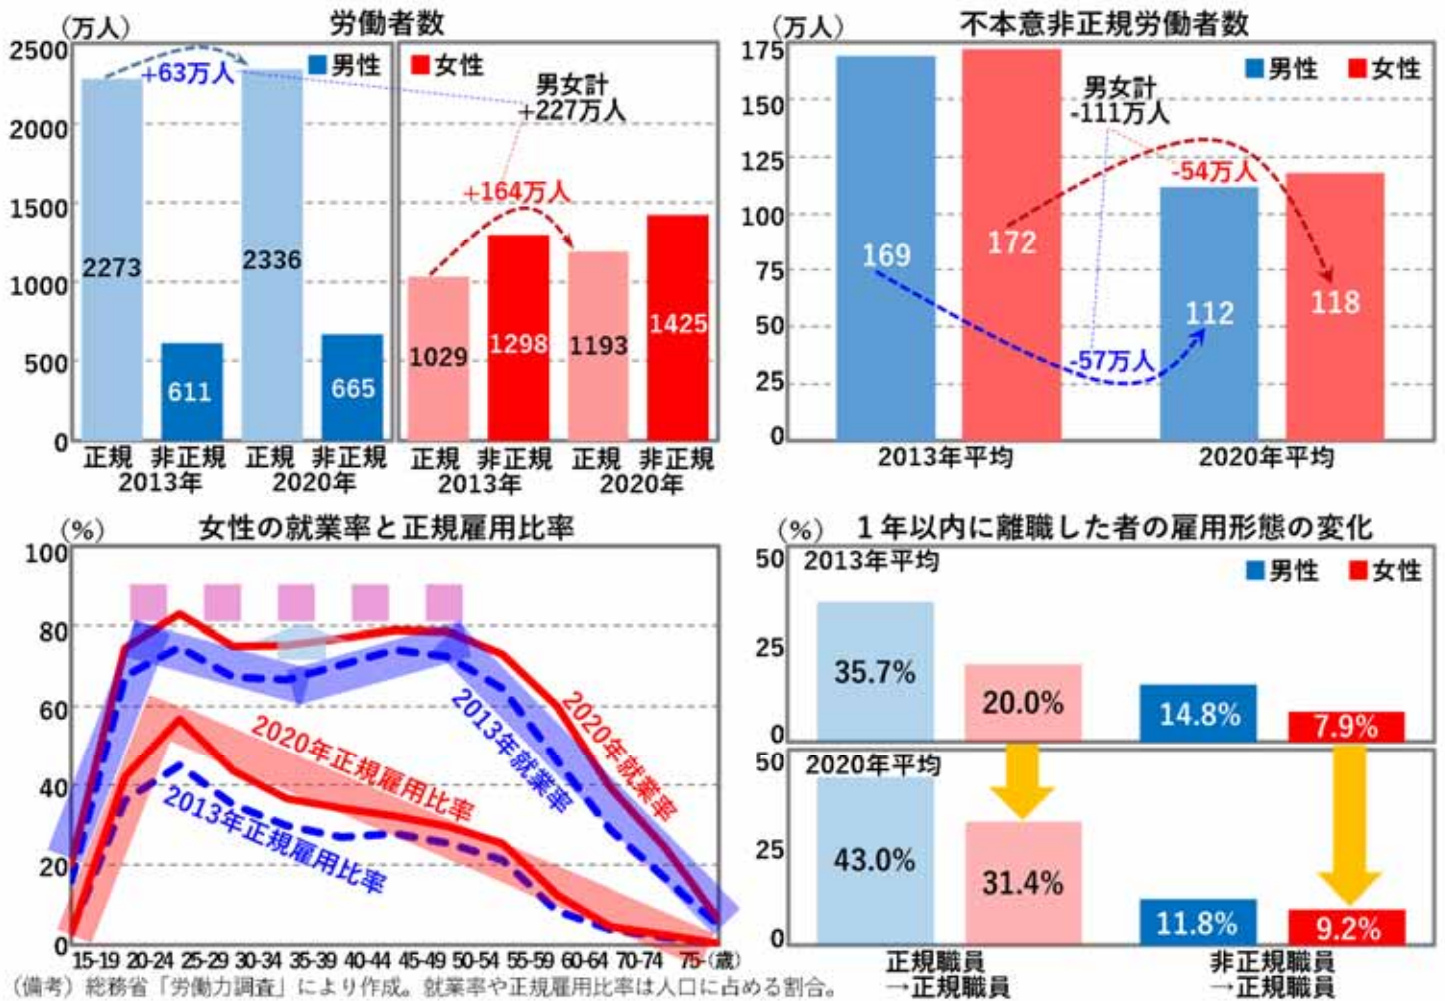 労働者数
(万人)
2500
2000
1500
1000
500
0
男性
女性
+63万人
男女計
+227万人
+164万人
2273
611
2336
665
1029
1298
1193
1425
正規 非正規 正規 非正規
2013年 2020年
正規 非正規 正規 非正規
2013年 2020年
不本意非正規労働者数
(万人)
175
150
125
100
75
50
25
0
男性
女性
男女計
-111万人
-54万人
-57万人
169
172
112
118
2013年平均
2020年平均
女性の就業率と正規雇用比率
(%)
100
80
60
40
20
0
2020年就業率
2013年就業率
2020年正規雇用比率
2013年正規雇用比率
15-19 20-24 25-29 30-34 35-39 40-44 45-49 50-54 55-59 60-64 70-74 75-(歳)
1年以内に離職した者の雇用形態の変化
(%)
50
25
0
2013年平均
男性
女性
35.7%
20.0%
14.8%
7.9%
50
25
0
2020年平均
43.0%
31.4%
11.8%
9.2%
正規職員
→正規職員
非正規職員
→正規職員
(備考)総務省「労働力調査」により作成。就業率や正規雇用比率は人口に占める割合。